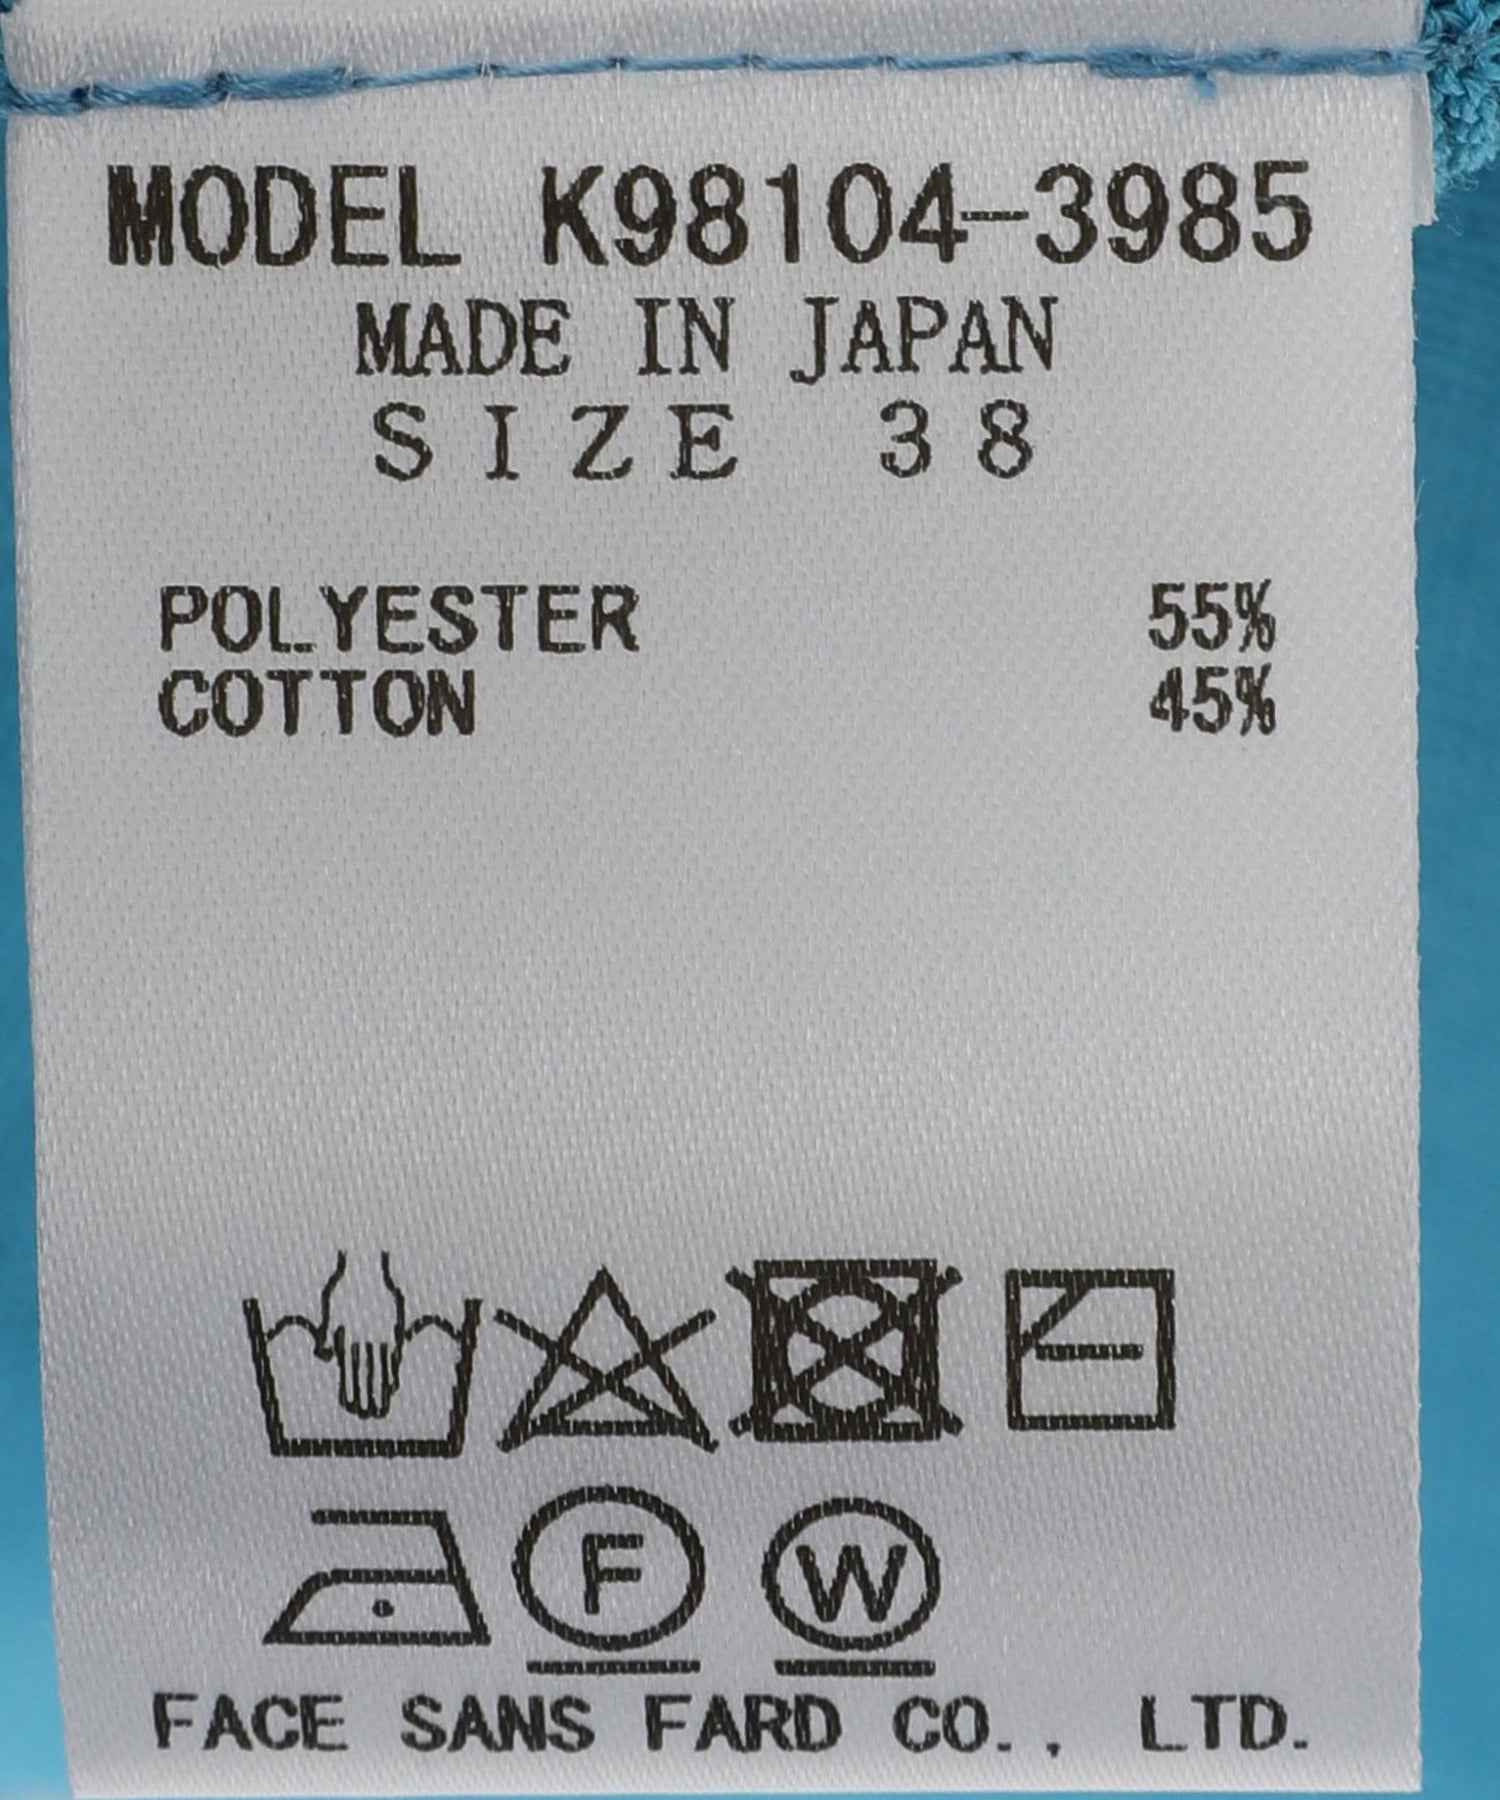 MODEL K98104-3985
MADE IN JAPAN
SIZE 38
POLYESTER 55%
COTTON 45%
F W
FACE SANS FARD CO., LTD.